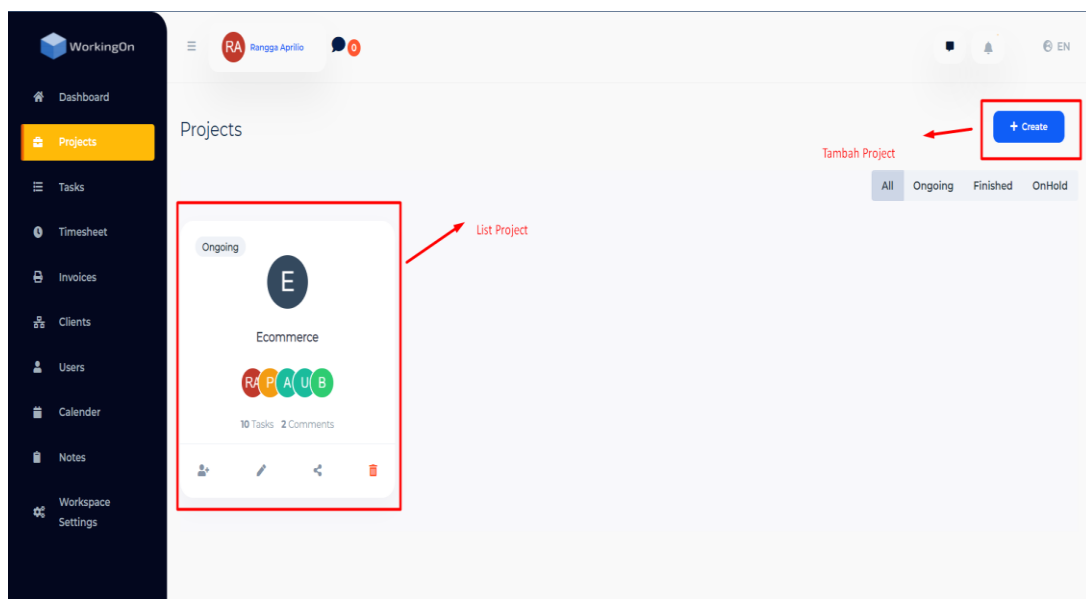 WorkingOn
RA Rangga Aprilio 0
EN
Dashboard
Projects
Tasks
Timesheet
Invoices
Clients
Users
Calender
Notes
Workspace
Settings
Projects
+ Create
Tambah Project
All Ongoing Finished OnHold
List Project
Ongoing
E
Ecommerce
RA P A U B
10 Tasks 2 Comments